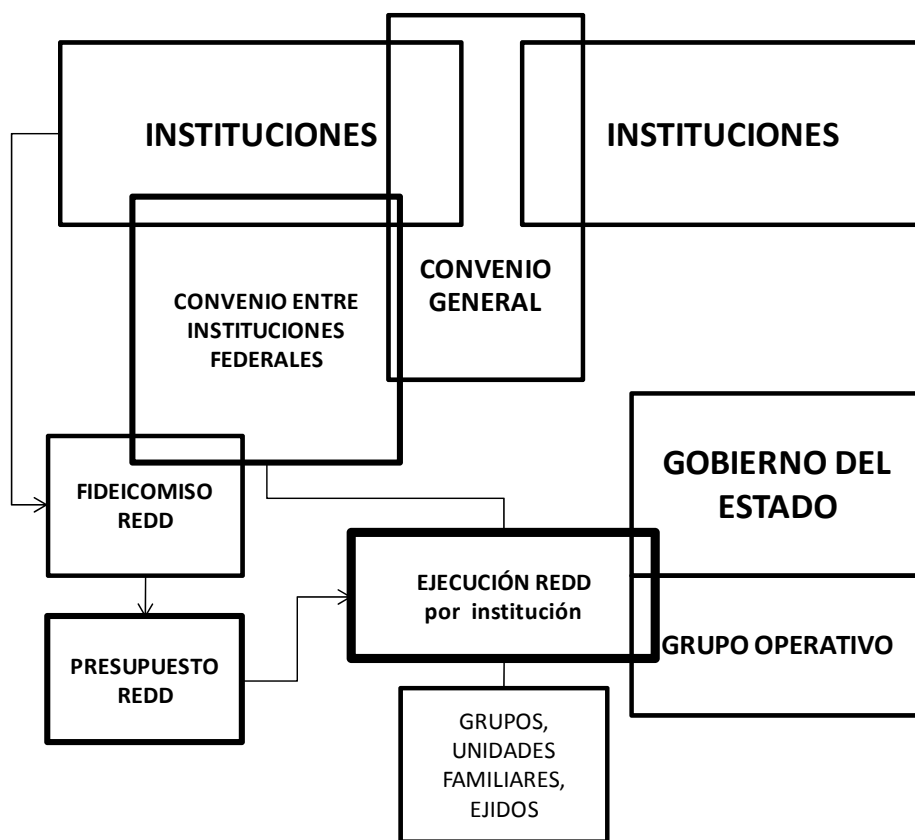 INSTITUCIONES
INSTITUCIONES
CONVENIO
GENERAL
CONVENIO ENTRE
INSTITUCIONES
FEDERALES
FIDEICOMISO
REDD
GOBIERNO DEL
ESTADO
EJECUCIÓN REDD
por institución
GRUPO OPERATIVO
PRESUPUESTO
REDD
GRUPOS,
UNIDADES
FAMILIARES,
EJIDOS